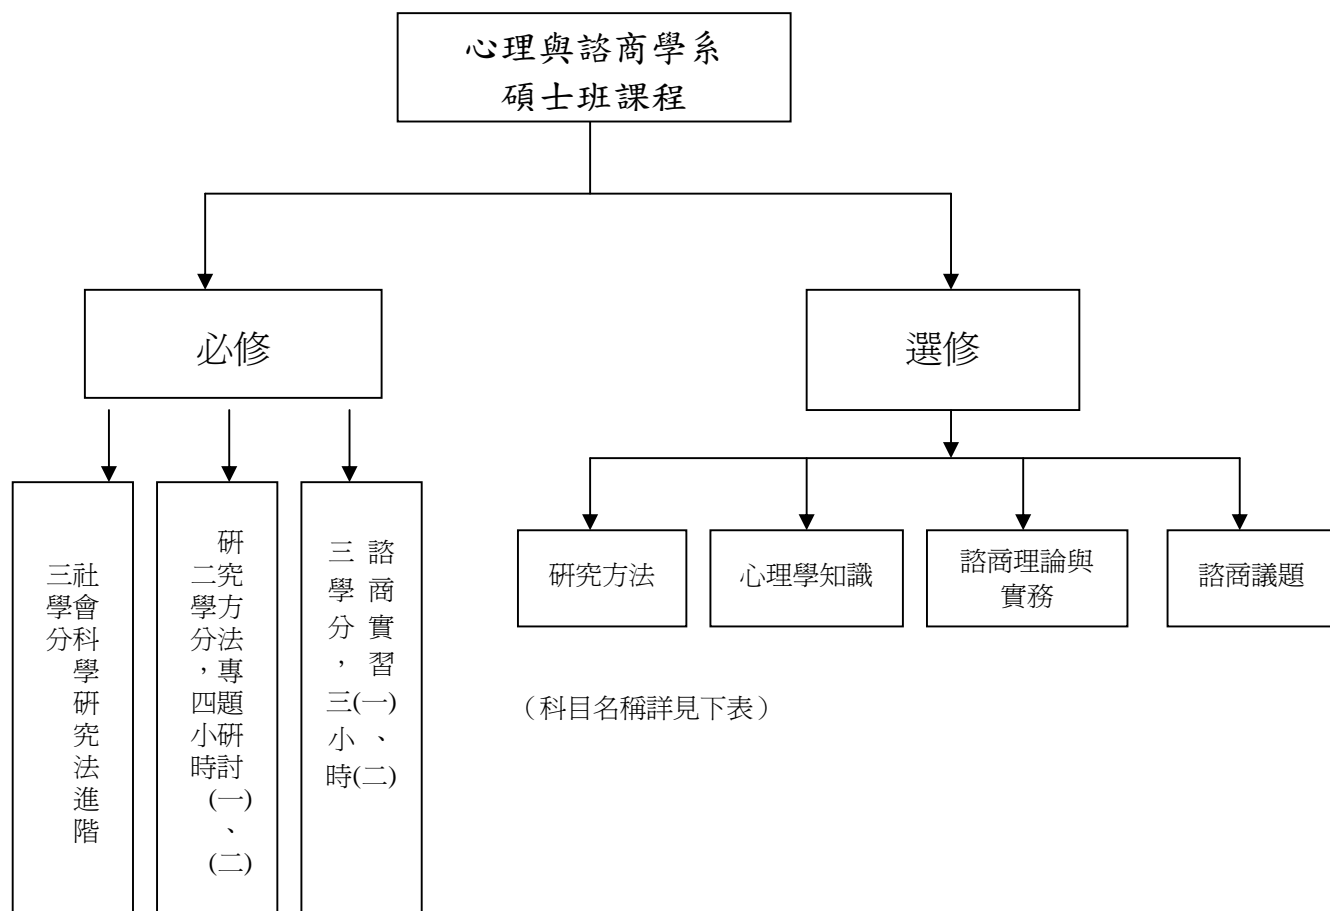 心理與諮商學系
碩士班課程
必修
選修
社會科學研究法進階
三學分
研究方法專題研討(一)、(二)
二學分，四小時
諮商實習(一)、(二)
三學分，三小時
研究方法
心理學知識
諮商理論與
實務
諮商議題
（科目名稱詳見下表）